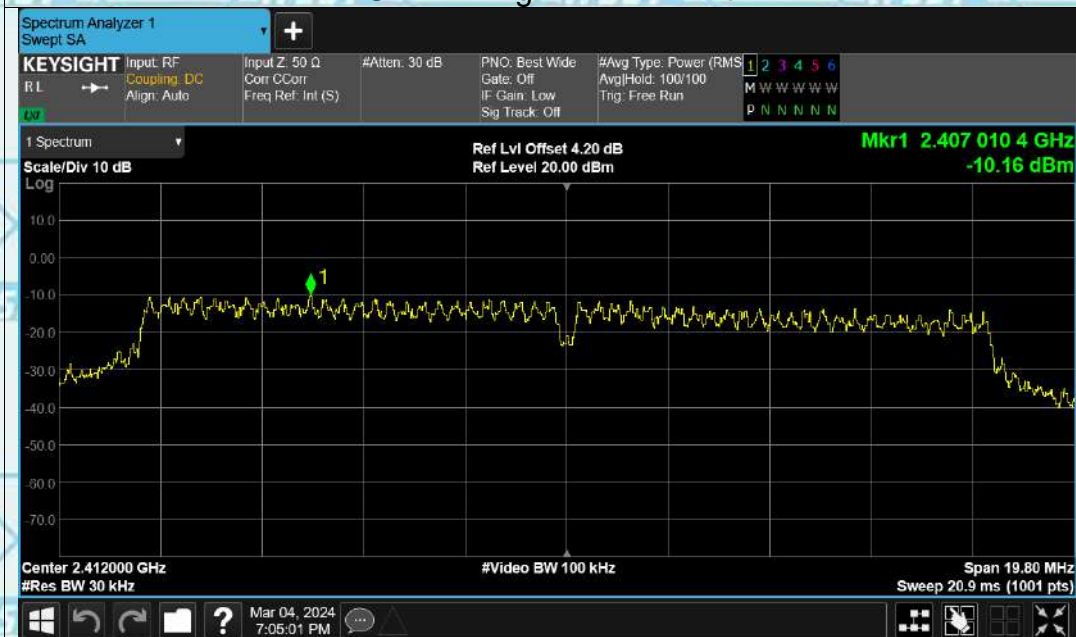 Spectrum Analyzer 1
Swept SA
+
KEYSIGHT
RL
LXI
Input: RF
Coupling: DC
Align: Auto
Input Z: 50 Ω
Corr CCorr
Freq Ref: Int (S)
#Atten: 30 dB
PNO: Best Wide
Gate: Off
IF Gain: Low
Sig Track: Off
#Avg Type: Power (RMS
Avg|Hold: 100/100
Trig: Free Run
1 2 3 4 5 6
M W W W W W
P N N N N N
1 Spectrum
Scale/Div 10 dB
Log
Ref Lvl Offset 4.20 dB
Ref Level 20.00 dBm
Mkr1 2.407 010 4 GHz
-10.16 dBm
10.0
0.00
-10.0
-20.0
-30.0
-40.0
-50.0
-60.0
-70.0
1
Center 2.412000 GHz
#Res BW 30 kHz
#Video BW 100 kHz
Span 19.80 MHz
Sweep 20.9 ms (1001 pts)
?
Mar 04, 2024
7:05:01 PM